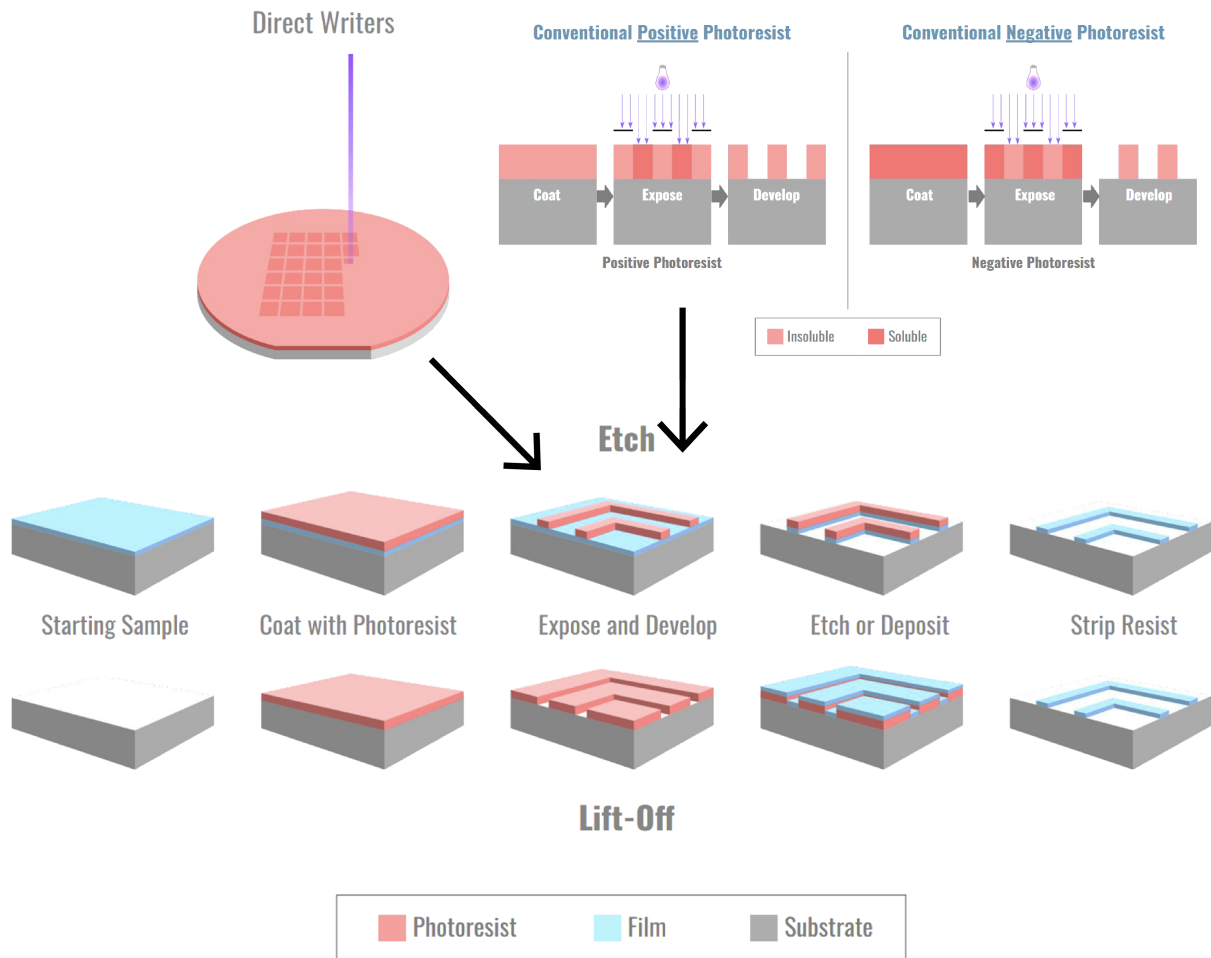 Direct Writers
Conventional Positive Photoresist
Conventional Negative Photoresist
Coat
Expose
Develop
Positive Photoresist
Coat
Expose
Develop
Negative Photoresist
Insoluble
Soluble
Etch
Starting Sample
Coat with Photoresist
Expose and Develop
Etch or Deposit
Strip Resist
Lift-Off
Photoresist
Film
Substrate